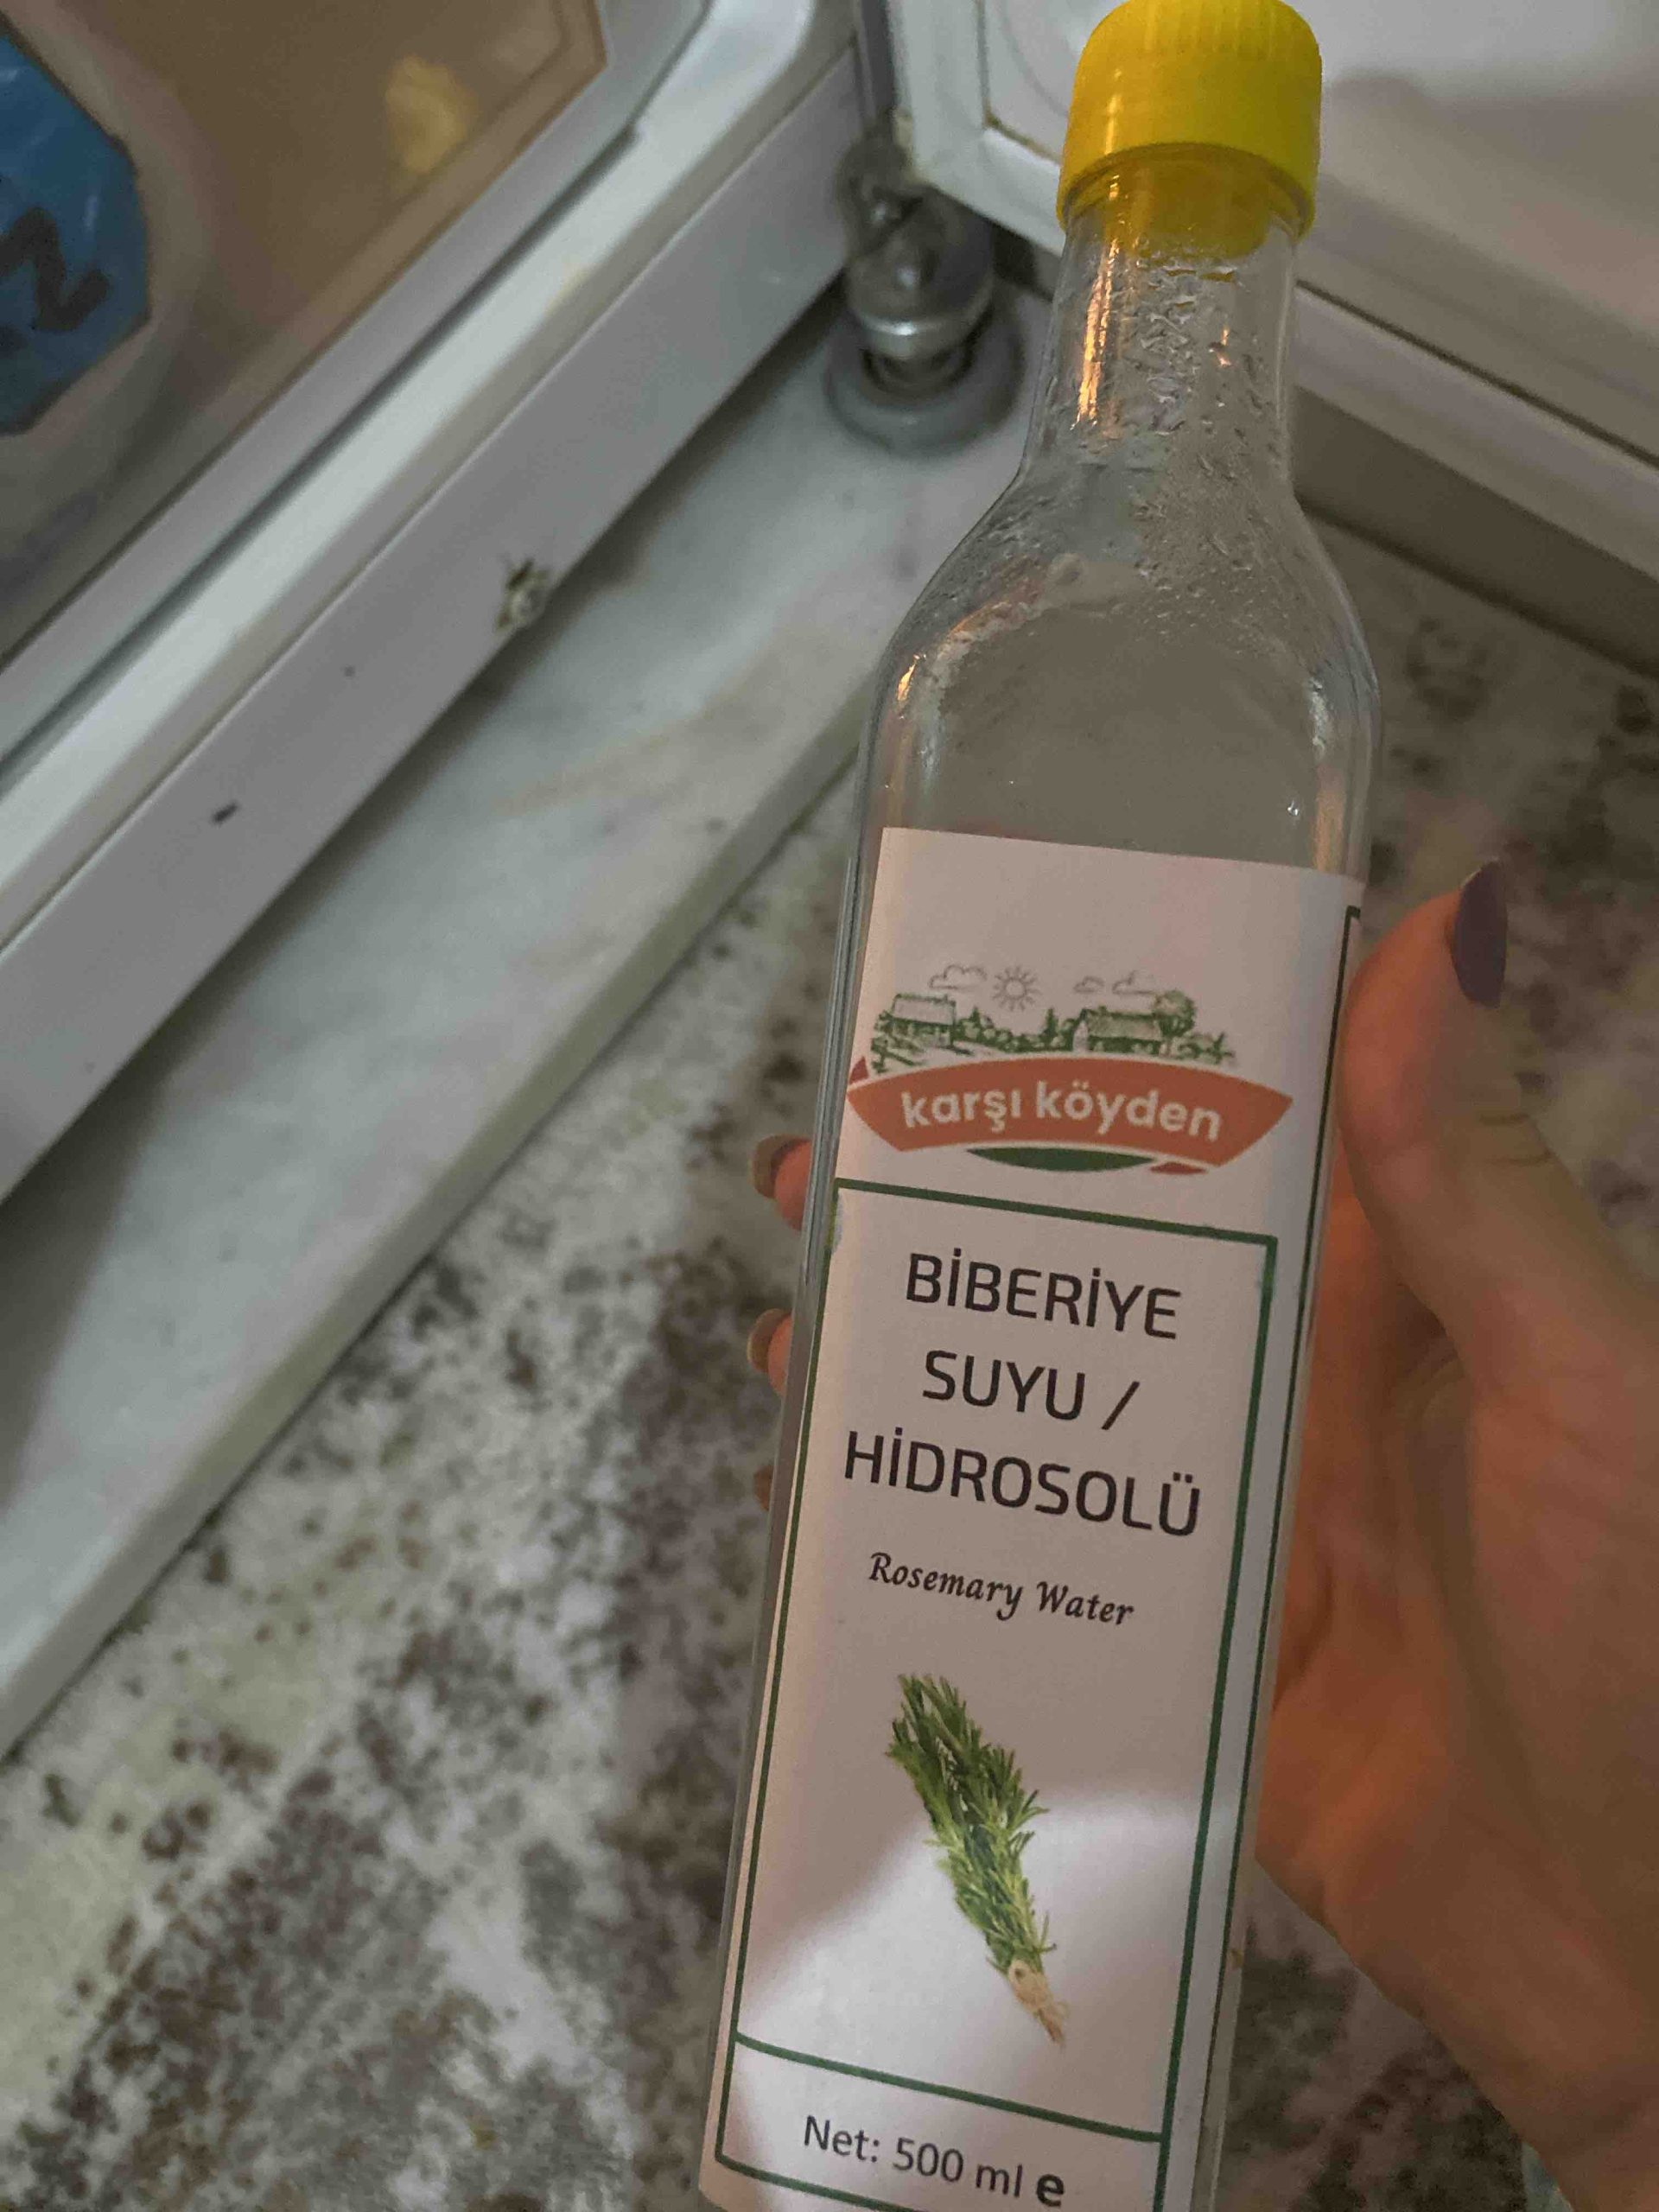 karşı köyden
BİBERİYE
SUYU /
HİDROSOLÜ
Rosemary Water
Net: 500 ml e